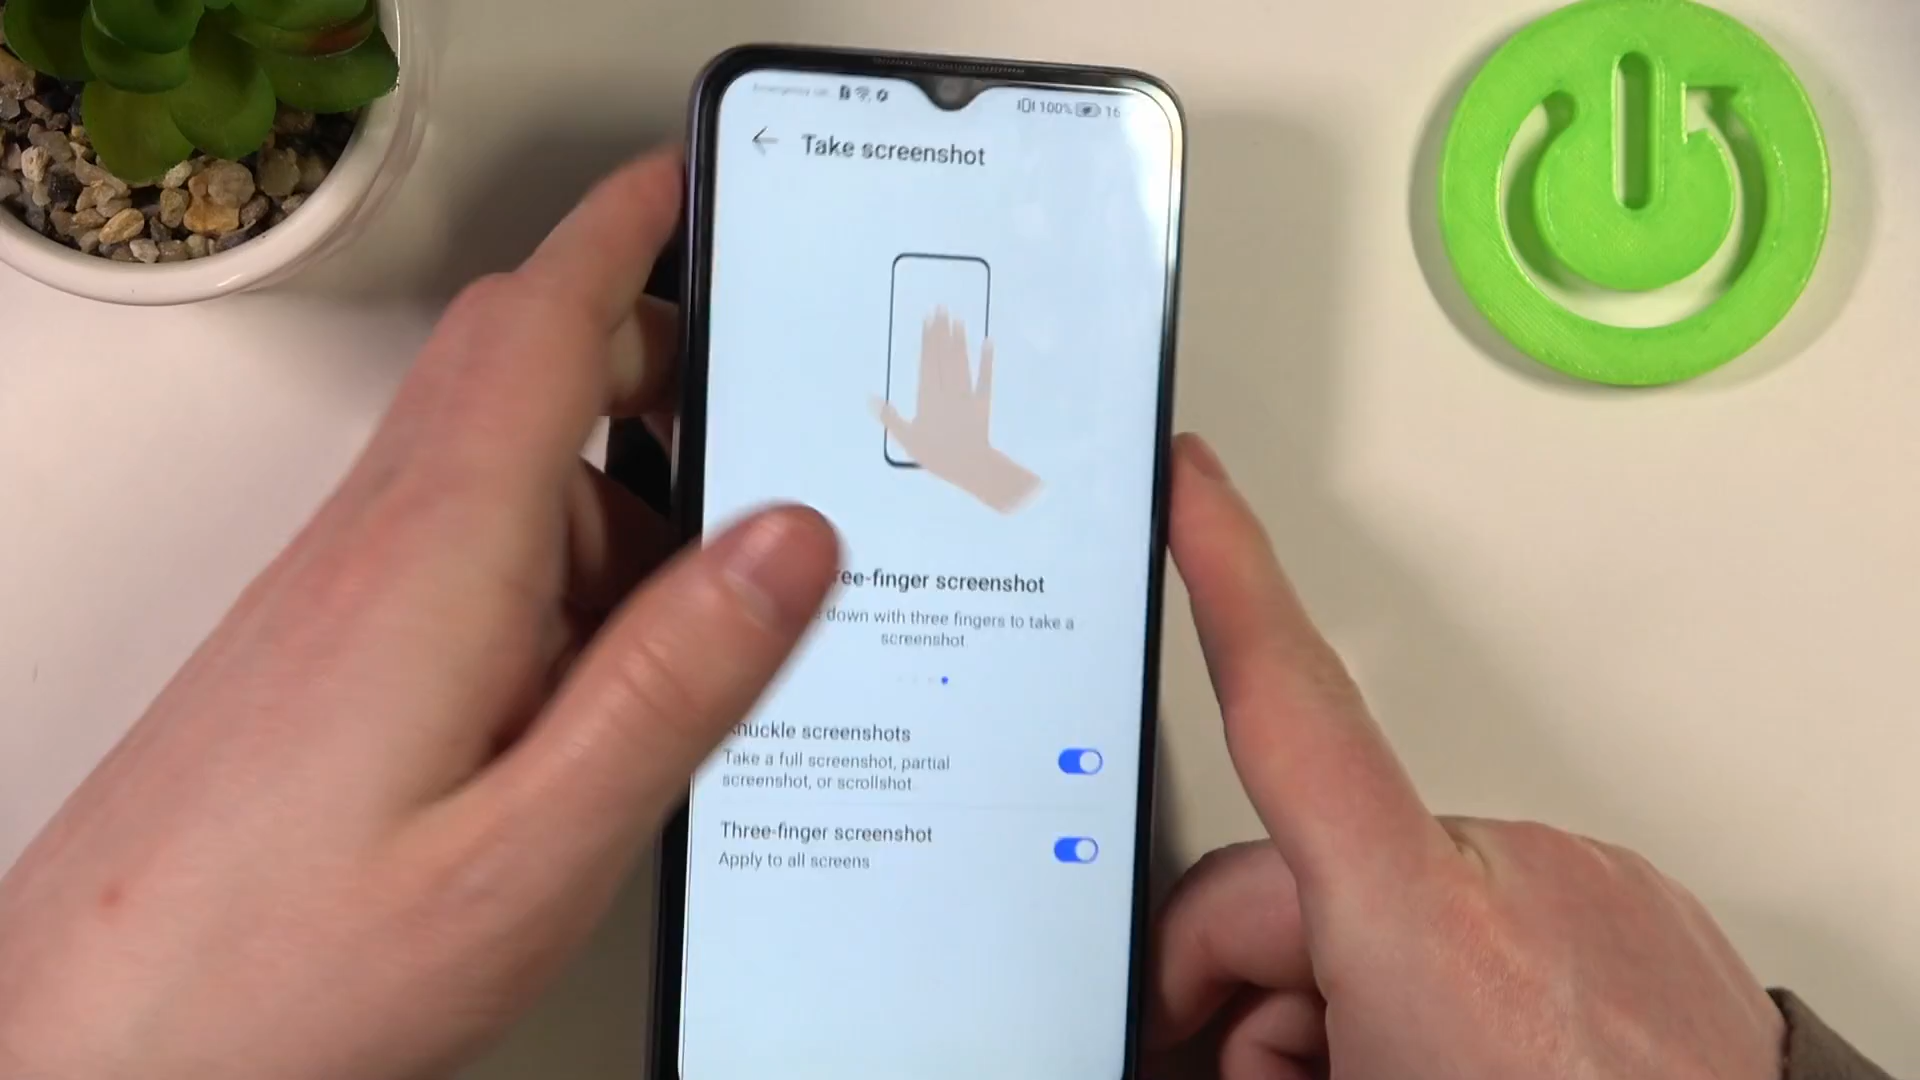 100% 16
Take screenshot
ree-finger screenshot
down with three fingers to take a
screenshot
nuckle screenshots
Take a full screenshot, partial
screenshot, or scrollshot
Three-finger screenshot
Apply to all screens